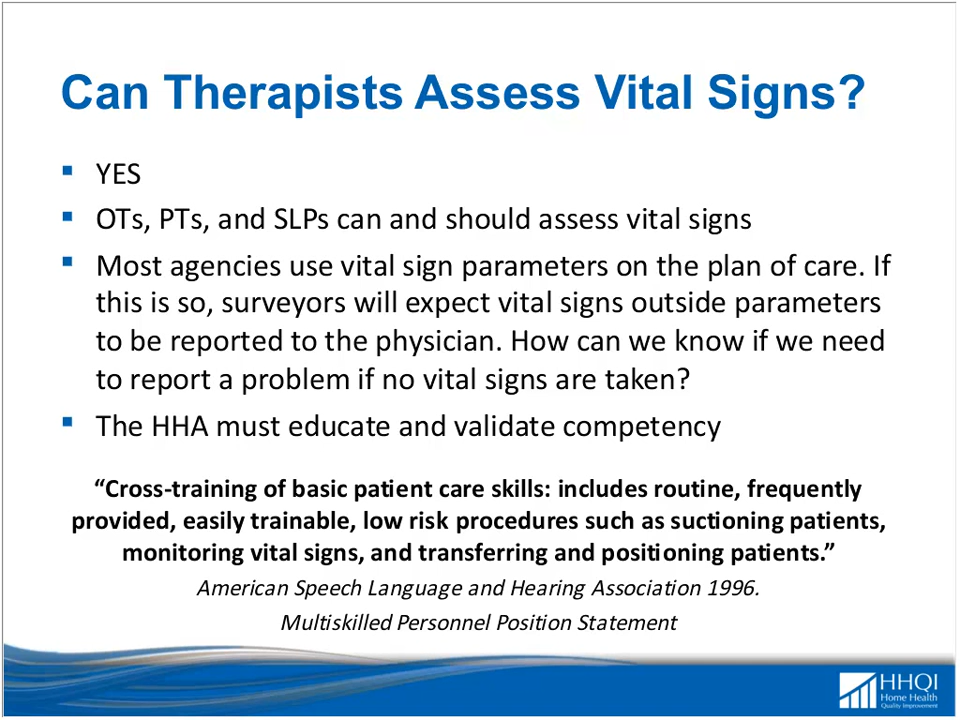 Can Therapists Assess Vital Signs?
YES
OTs, PTs, and SLPs can and should assess vital signs
Most agencies use vital sign parameters on the plan of care. If
this is so, surveyors will expect vital signs outside parameters
to be reported to the physician. How can we know if we need
to report a problem if no vital signs are taken?
The HHA must educate and validate competency
“Cross-training of basic patient care skills: includes routine, frequently
provided, easily trainable, low risk procedures such as suctioning patients,
monitoring vital signs, and transferring and positioning patients.”
American Speech Language and Hearing Association 1996.
Multiskilled Personnel Position Statement
HHQI
Home Health
Quality Improvement